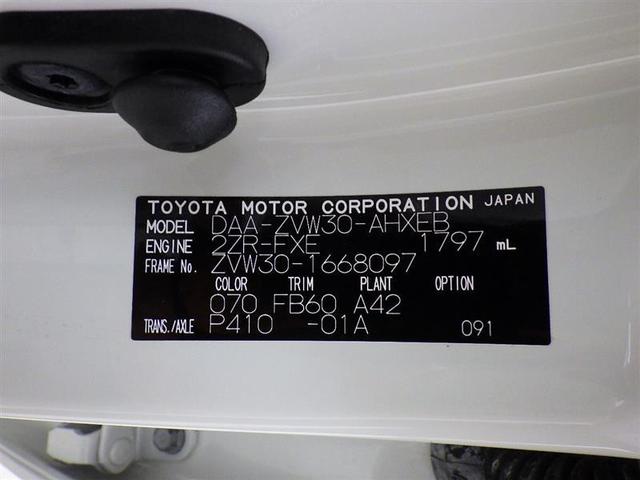 TOYOTA MOTOR CORPORATION JAPAN
MODEL DAA-ZVW30-AHXEB
ENGINE 2ZR-FXE 1797 mL
FRAME No. ZVW30-1668097
COLOR TRIM PLANT OPTION
070 FB60 A42
TRANS./AXLE P410 -01A 091